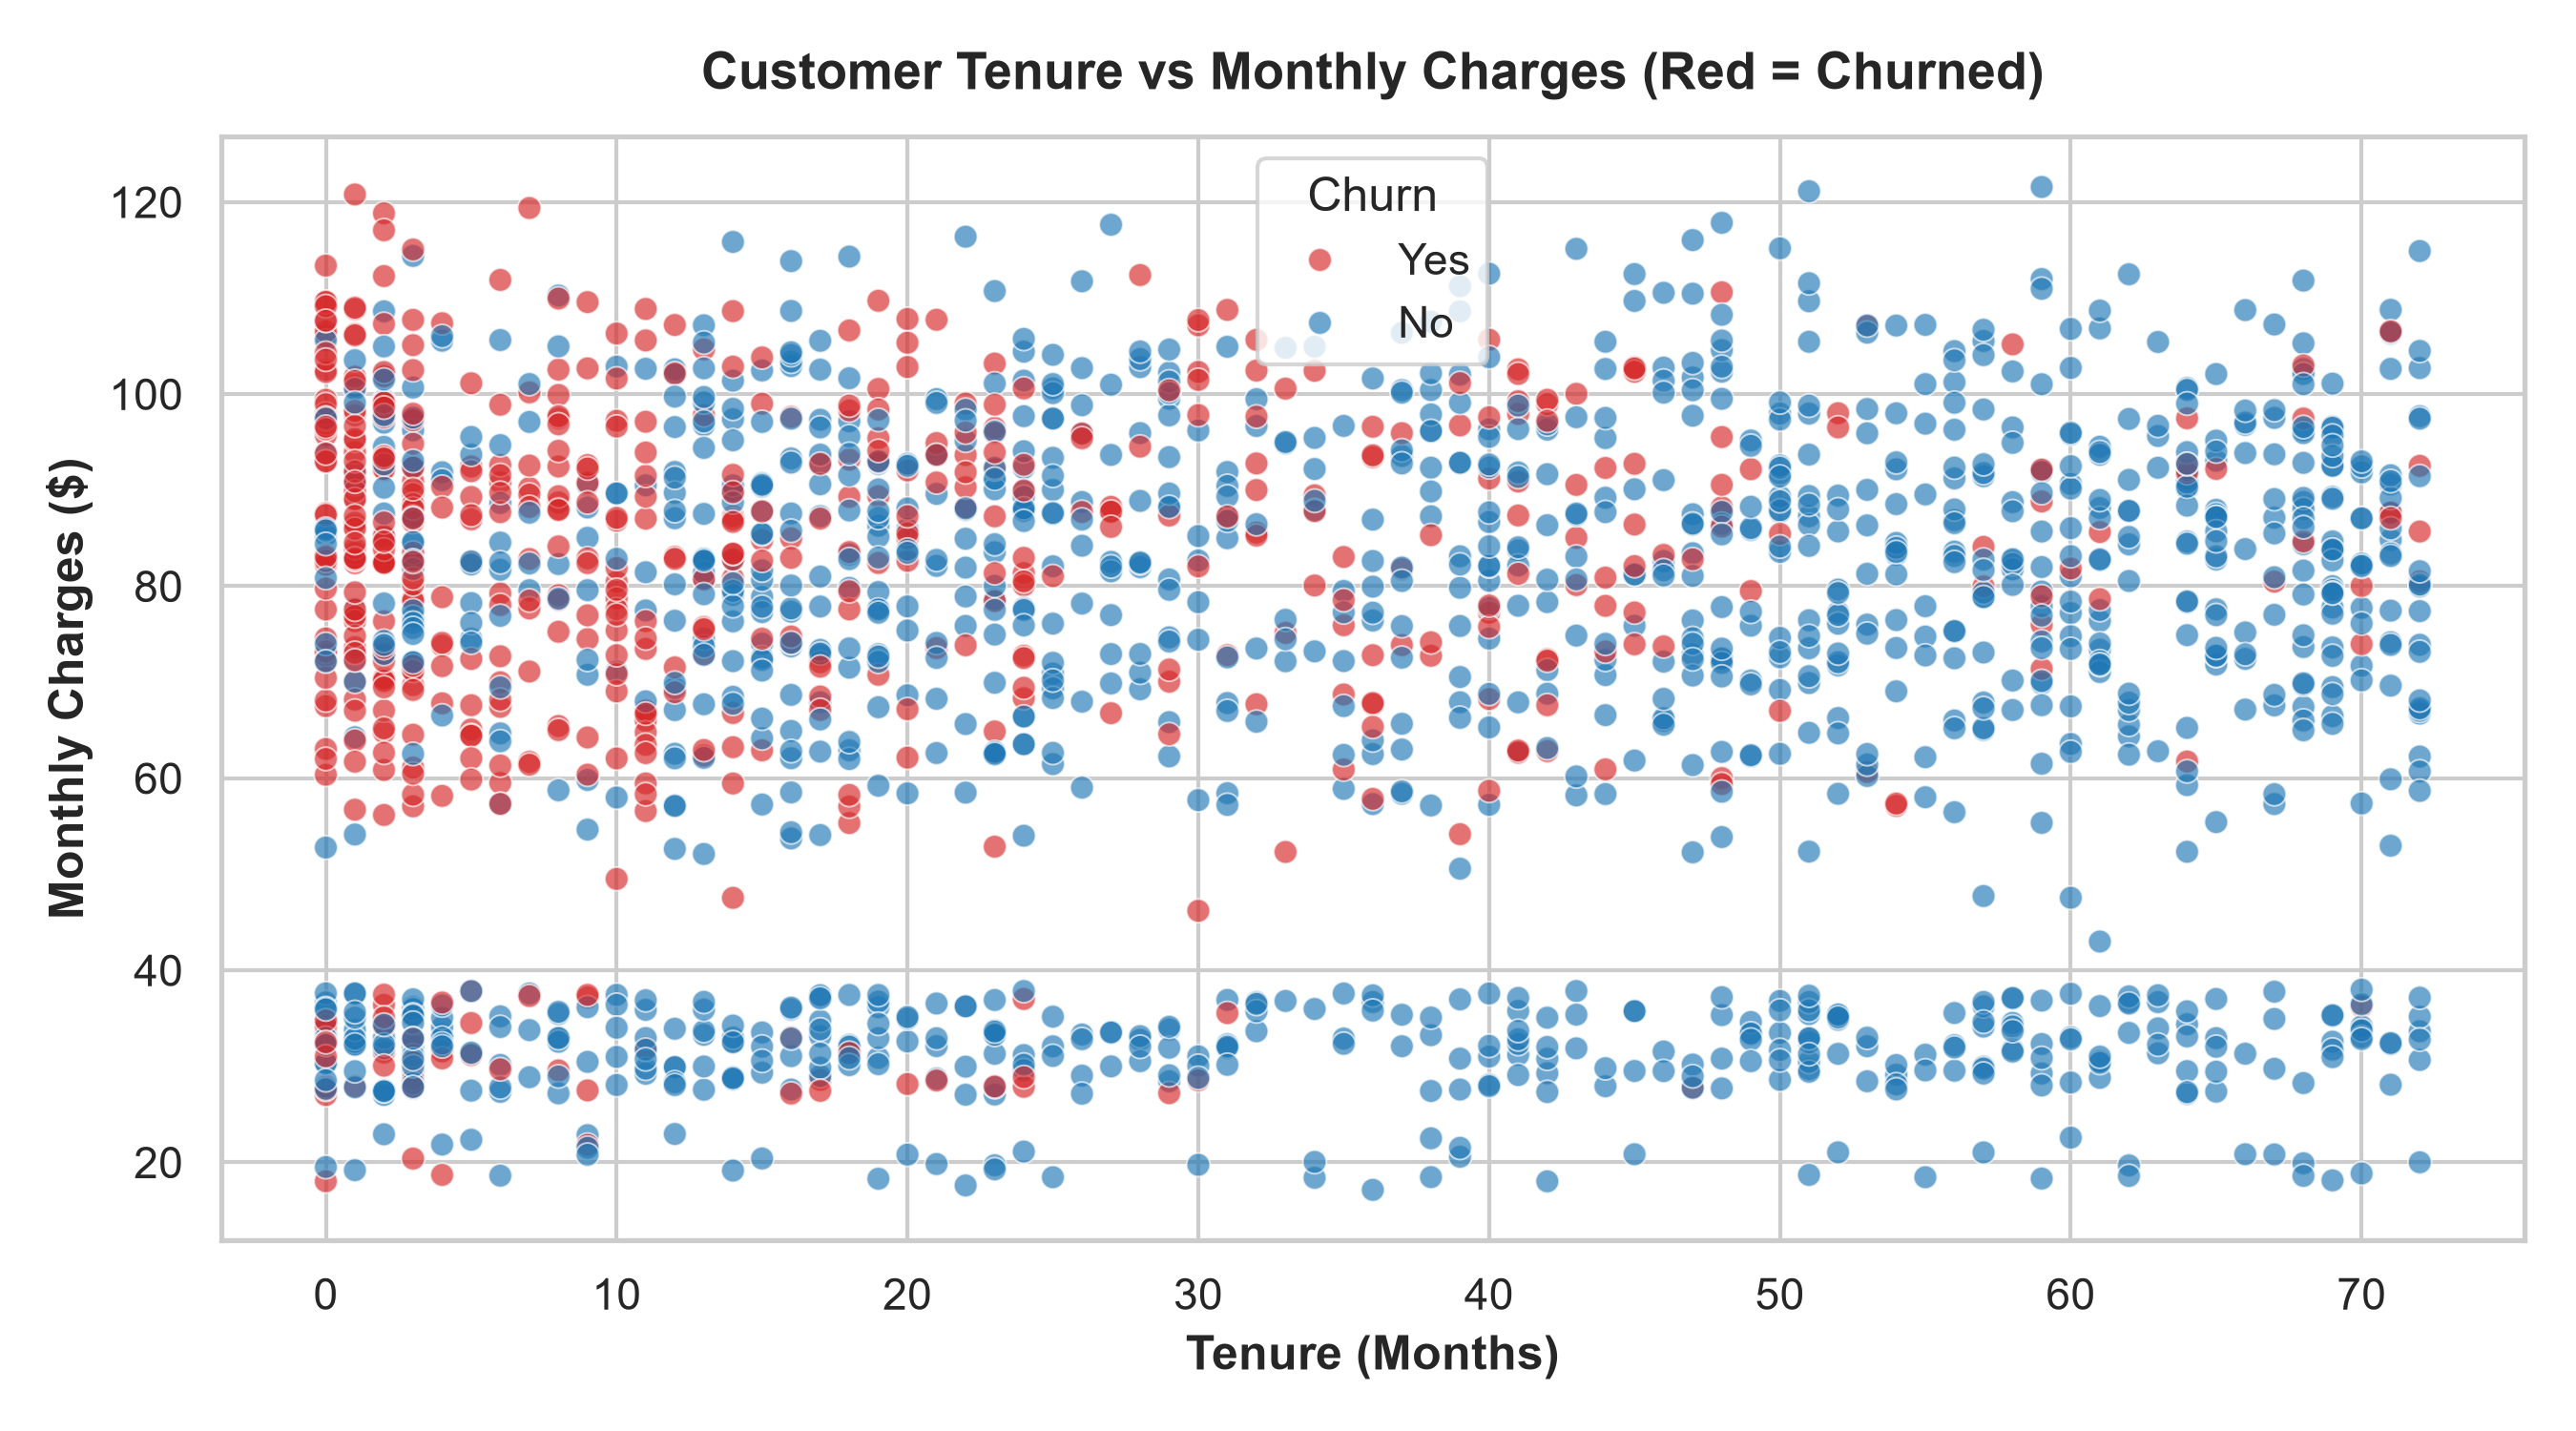 Customer Tenure vs Monthly Charges (Red = Churned)
Monthly Charges ($)
120
100
80
60
40
20
Churn
Yes
No
0 10 20 30 40 50 60 70
Tenure (Months)